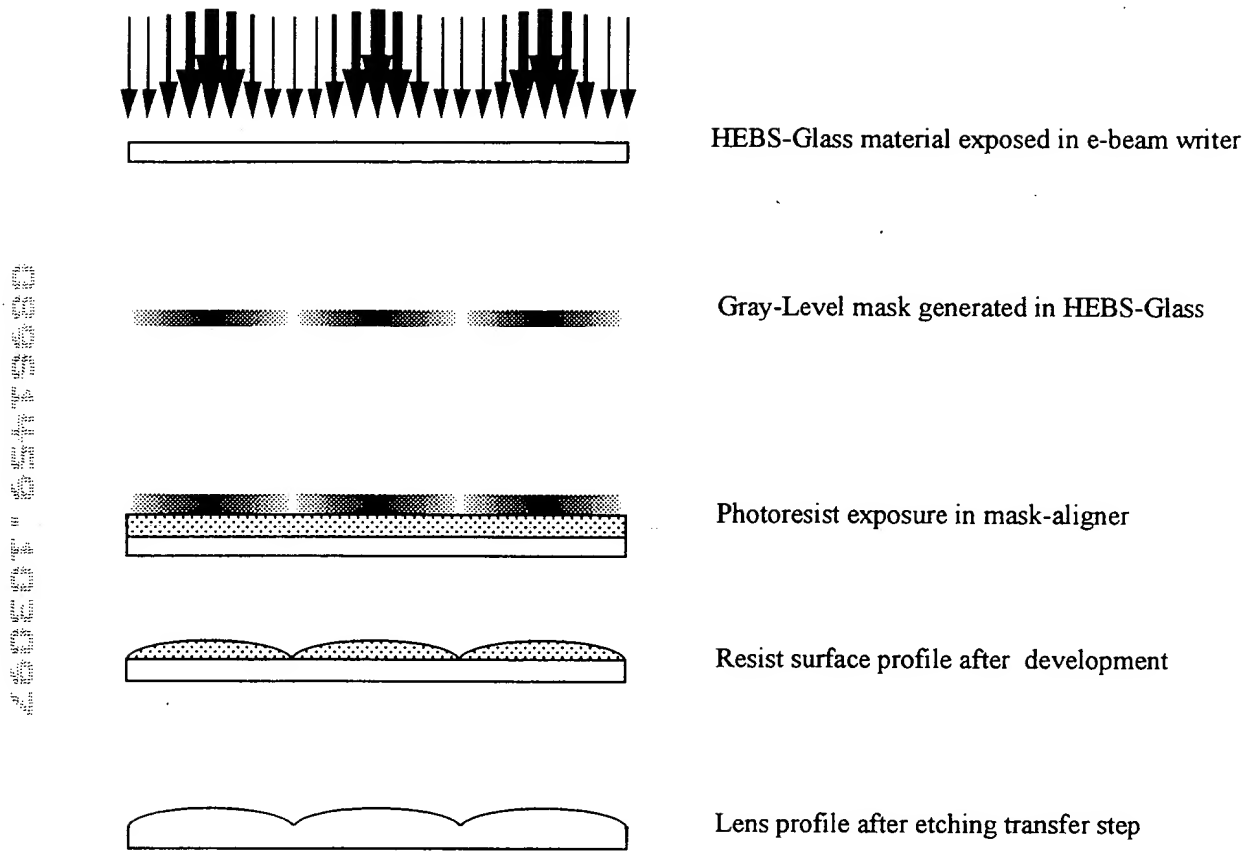 HEBS-Glass material exposed in e-beam writer
Gray-Level mask generated in HEBS-Glass
Photoresist exposure in mask-aligner
Resist surface profile after development
Lens profile after etching transfer step